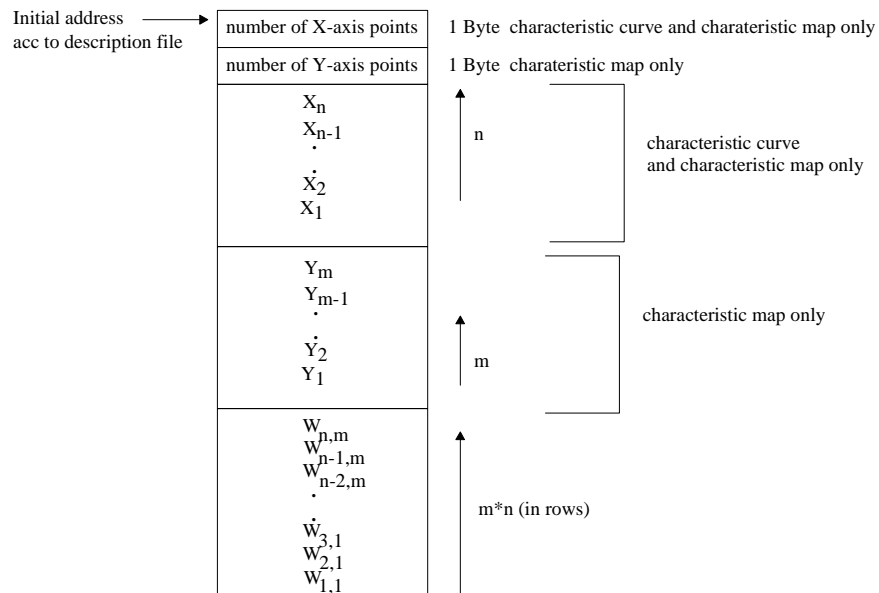 Initial address
acc to description file
number of X-axis points
1 Byte characteristic curve and charateristic map only
number of Y-axis points
1 Byte charateristic map only
Xn
Xn-1
.
.
X2
X1
n
characteristic curve
and characteristic map only
Ym
Ym-1
.
.
Y2
Y1
m
characteristic map only
Wn,m
Wn-1,m
Wn-2,m
.
.
W3,1
W2,1
W1,1
m*n (in rows)